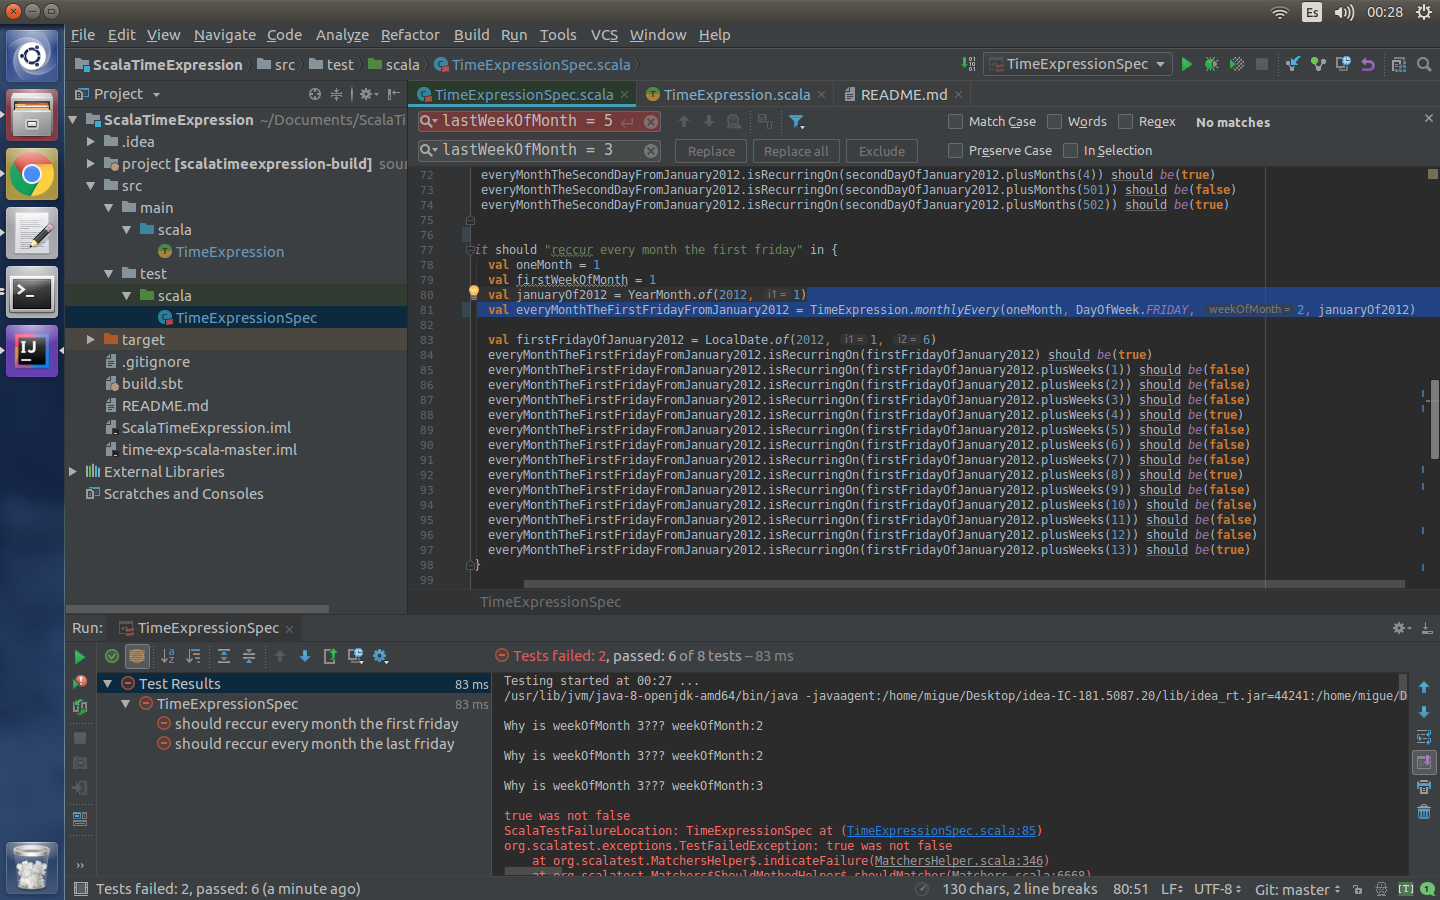 Es 00:28
File Edit View Navigate Code Analyze Refactor Build Run Tools VCS Window Help
ScalaTimeExpression src test scala TimeExpressionSpec.scala TimeExpressionSpec
Project
TimeExpressionSpec.scala TimeExpression.scala README.md
ScalaTimeExpression ~/Documents/ScalaTi
.idea
project [scalatimeexpression-build] sour
src
main
scala
TimeExpression
test
scala
TimeExpressionSpec
target
.gitignore
build.sbt
README.md
ScalaTimeExpression.iml
time-exp-scala-master.iml
External Libraries
Scratches and Consoles
lastWeekOfMonth = 5 Match Case Words Regex No matches
lastWeekOfMonth = 3 Replace Replace all Exclude Preserve Case In Selection
72 everyMonthTheSecondDayFromJanuary2012.isRecurringOn(secondDayOfJanuary2012.plusMonths(4)) should be(true)
73 everyMonthTheSecondDayFromJanuary2012.isRecurringOn(secondDayOfJanuary2012.plusMonths(501)) should be(false)
74 everyMonthTheSecondDayFromJanuary2012.isRecurringOn(secondDayOfJanuary2012.plusMonths(502)) should be(true)
75
76
77 it should "reccur every month the first friday" in {
78 val oneMonth = 1
79 val firstWeekOfMonth = 1
80 val januaryOf2012 = YearMonth.of(2012, i1 = 1)
81 val everyMonthTheFirstFridayFromJanuary2012 = TimeExpression.monthlyEvery(oneMonth, DayOfWeek.FRIDAY, weekOfMonth = 2, januaryOf2012)
82
83 val firstFridayOfJanuary2012 = LocalDate.of(2012, i1 = 1, i2 = 6)
84 everyMonthTheFirstFridayFromJanuary2012.isRecurringOn(firstFridayOfJanuary2012) should be(true)
85 everyMonthTheFirstFridayFromJanuary2012.isRecurringOn(firstFridayOfJanuary2012.plusWeeks(1)) should be(false)
86 everyMonthTheFirstFridayFromJanuary2012.isRecurringOn(firstFridayOfJanuary2012.plusWeeks(2)) should be(false)
87 everyMonthTheFirstFridayFromJanuary2012.isRecurringOn(firstFridayOfJanuary2012.plusWeeks(3)) should be(false)
88 everyMonthTheFirstFridayFromJanuary2012.isRecurringOn(firstFridayOfJanuary2012.plusWeeks(4)) should be(true)
89 everyMonthTheFirstFridayFromJanuary2012.isRecurringOn(firstFridayOfJanuary2012.plusWeeks(5)) should be(false)
90 everyMonthTheFirstFridayFromJanuary2012.isRecurringOn(firstFridayOfJanuary2012.plusWeeks(6)) should be(false)
91 everyMonthTheFirstFridayFromJanuary2012.isRecurringOn(firstFridayOfJanuary2012.plusWeeks(7)) should be(false)
92 everyMonthTheFirstFridayFromJanuary2012.isRecurringOn(firstFridayOfJanuary2012.plusWeeks(8)) should be(true)
93 everyMonthTheFirstFridayFromJanuary2012.isRecurringOn(firstFridayOfJanuary2012.plusWeeks(9)) should be(false)
94 everyMonthTheFirstFridayFromJanuary2012.isRecurringOn(firstFridayOfJanuary2012.plusWeeks(10)) should be(false)
95 everyMonthTheFirstFridayFromJanuary2012.isRecurringOn(firstFridayOfJanuary2012.plusWeeks(11)) should be(false)
96 everyMonthTheFirstFridayFromJanuary2012.isRecurringOn(firstFridayOfJanuary2012.plusWeeks(12)) should be(false)
97 everyMonthTheFirstFridayFromJanuary2012.isRecurringOn(firstFridayOfJanuary2012.plusWeeks(13)) should be(true)
98 }
99
TimeExpressionSpec
Run: TimeExpressionSpec
Tests failed: 2, passed: 6 of 8 tests – 83 ms
Test Results 83 ms
TimeExpressionSpec 83 ms
should reccur every month the first friday
should reccur every month the last friday
Testing started at 00:27 ...
/usr/lib/jvm/java-8-openjdk-amd64/bin/java -javaagent:/home/migue/Desktop/idea-IC-181.5087.20/lib/idea_rt.jar=44241:/home/migue/D
Why is weekOfMonth 3??? weekOfMonth:2
Why is weekOfMonth 3??? weekOfMonth:2
Why is weekOfMonth 3??? weekOfMonth:3
true was not false
ScalaTestFailureLocation: TimeExpressionSpec at (TimeExpressionSpec.scala:85)
org.scalatest.exceptions.TestFailedException: true was not false
at org.scalatest.MatchersHelper$.indicateFailure(MatchersHelper.scala:346)
at org.scalatest.Matchers$ShouldMethodHelper$.shouldMatcher(Matchers.scala:6668)
Tests failed: 2, passed: 6 (a minute ago) 130 chars, 2 line breaks 80:51 LF UTF-8 Git: master [T] 1